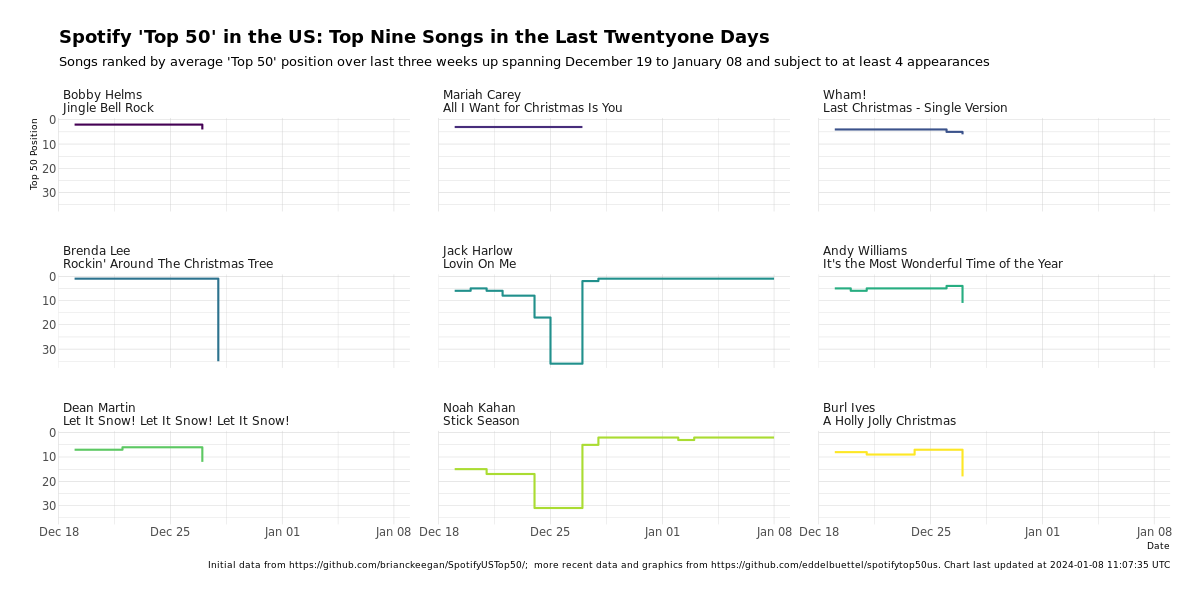 Spotify 'Top 50' in the US: Top Nine Songs in the Last Twentyone Days
Songs ranked by average 'Top 50' position over last three weeks up spanning December 19 to January 08 and subject to at least 4 appearances
Bobby Helms
Jingle Bell Rock
Mariah Carey
All I Want for Christmas Is You
Wham!
Last Christmas - Single Version
Top 50 Position
0
10
20
30
Brenda Lee
Rockin' Around The Christmas Tree
Jack Harlow
Lovin On Me
Andy Williams
It's the Most Wonderful Time of the Year
0
10
20
30
Dean Martin
Let It Snow! Let It Snow! Let It Snow!
Noah Kahan
Stick Season
Burl Ives
A Holly Jolly Christmas
0
10
20
30
Dec 18 Dec 25 Jan 01 Jan 08 Dec 18 Dec 25 Jan 01 Jan 08 Dec 18 Dec 25 Jan 01 Jan 08
Date
Initial data from https://github.com/brianckeegan/SpotifyUSTop50/; more recent data and graphics from https://github.com/eddelbuettel/spotifytop50us. Chart last updated at 2024-01-08 11:07:35 UTC